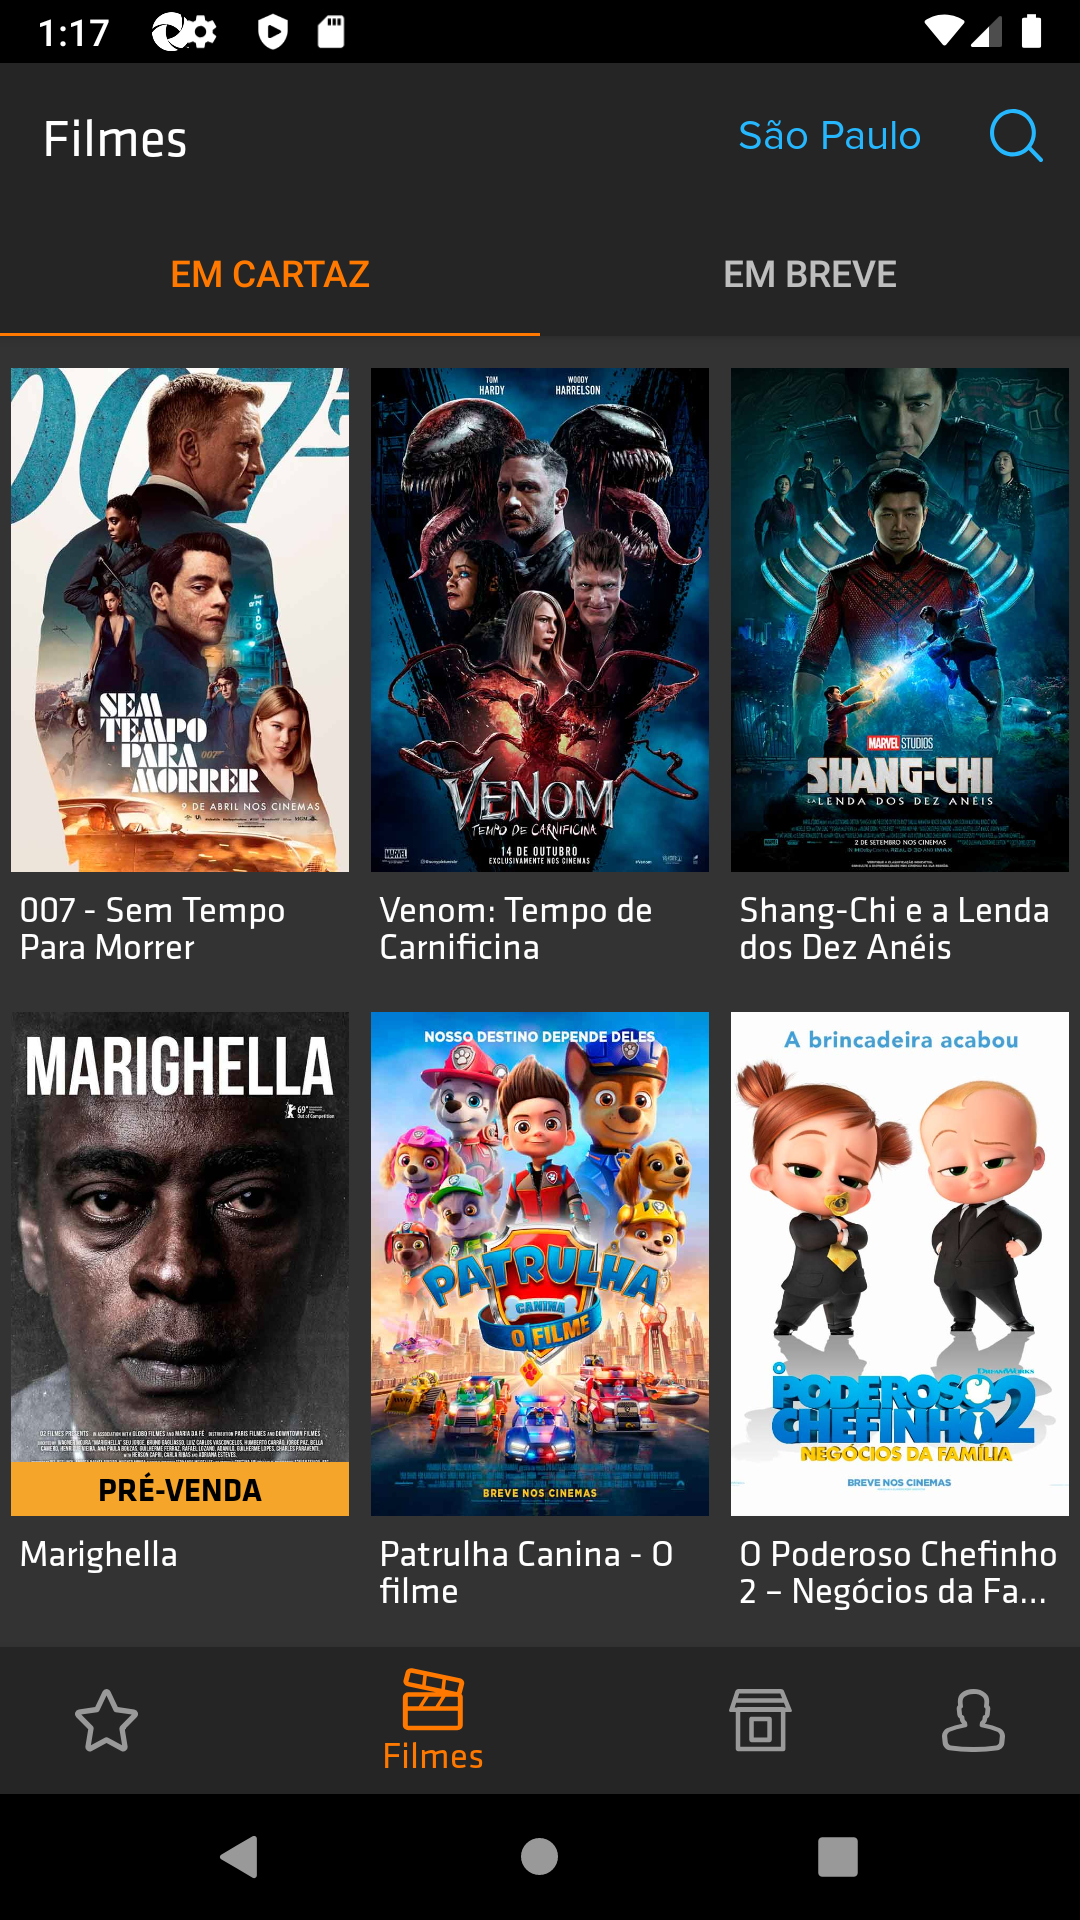 1:17
Filmes
São Paulo
EM CARTAZ
EM BREVE
007
SEM
TEMPO
PARA
MORRER
007
9 DE ABRIL NOS CINEMAS
TOM
HARDY
WOODY
HARRELSON
VENOM
TEMPO DE CARNIFICINA
MARVEL
14 DE OUTUBRO
EXCLUSIVAMENTE NOS CINEMAS
MARVEL STUDIOS
SHANG-CHI
E A LENDA DOS DEZ ANÉIS
2 DE SETEMBRO NOS CINEMAS
007 - Sem Tempo
Para Morrer
Venom: Tempo de
Carnificina
Shang-Chi e a Lenda
dos Dez Anéis
MARIGHELLA
PRÉ-VENDA
NOSSO DESTINO DEPENDE DELES
PATRULHA
CANINA
O FILME
BREVE NOS CINEMAS
A brincadeira acabou
DREAMWORKS
O
PODEROSO
CHEFINHO 2
NEGÓCIOS DA FAMÍLIA
BREVE NOS CINEMAS
Marighella
Patrulha Canina - O
filme
O Poderoso Chefinho
2 – Negócios da Fa...
Filmes